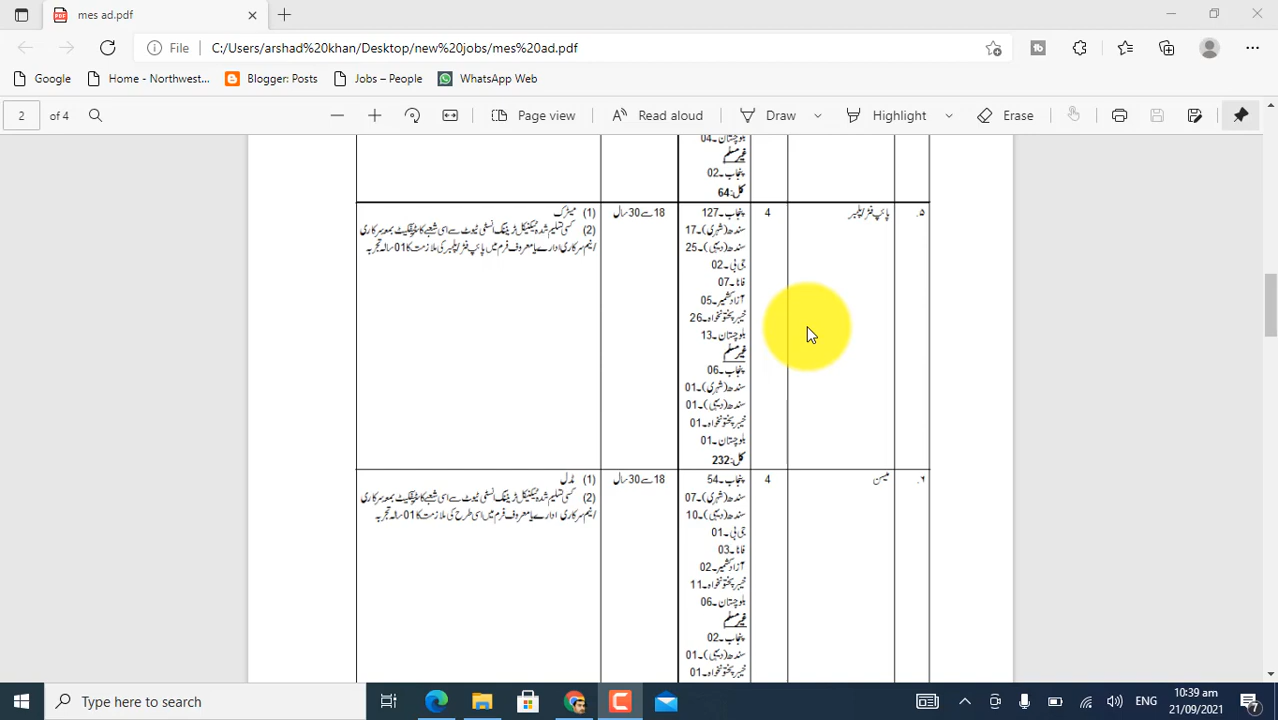 mes ad.pdf
File C:/Users/arshad%20khan/Desktop/new%20jobs/mes%20ad.pdf
Google Home - Northwest... Blogger: Posts Jobs – People WhatsApp Web
2 of 4 Page view Read aloud Draw Highlight Erase
بلوچستان۔04
غیر مسلم
پنجاب۔02
کل:64
۵. پائپ فٹر/پلمبر 4
پنجاب۔127
سندھ(شہری)۔17
سندھ(دیہی)۔25
جی بی۔02
فاٹا۔07
آزاد کشمیر۔05
خیبر پختونخواہ۔26
بلوچستان۔13
غیر مسلم
پنجاب۔06
سندھ(شہری)۔01
سندھ(دیہی)۔01
خیبر پختونخواہ۔01
بلوچستان۔01
کل:232
18 سے 30 سال
(1) میٹرک
(2) کسی تسلیم شدہ ٹیکنیکل ٹریننگ انسٹی ٹیوٹ سے اسی شعبے کا سرٹیفکیٹ بمعہ سرکاری
/نیم سرکاری ادارے یا معروف فرم میں پائپ فٹر/پلمبر کی ملازمت کا 01 سالہ تجربہ
۶. میسن 4
پنجاب۔54
سندھ(شہری)۔07
سندھ(دیہی)۔10
جی بی۔01
فاٹا۔03
آزاد کشمیر۔02
خیبر پختونخواہ۔11
بلوچستان۔06
غیر مسلم
پنجاب۔02
سندھ(دیہی)۔01
خیبر پختونخواہ۔01
18 سے 30 سال
(1) مڈل
(2) کسی تسلیم شدہ ٹیکنیکل ٹریننگ انسٹی ٹیوٹ سے اسی شعبے کا سرٹیفکیٹ بمعہ سرکاری
/نیم سرکاری ادارے یا معروف فرم میں اسی طرح کی ملازمت کا 01 سالہ تجربہ
Type here to search
ENG
10:39 am
21/09/2021
7